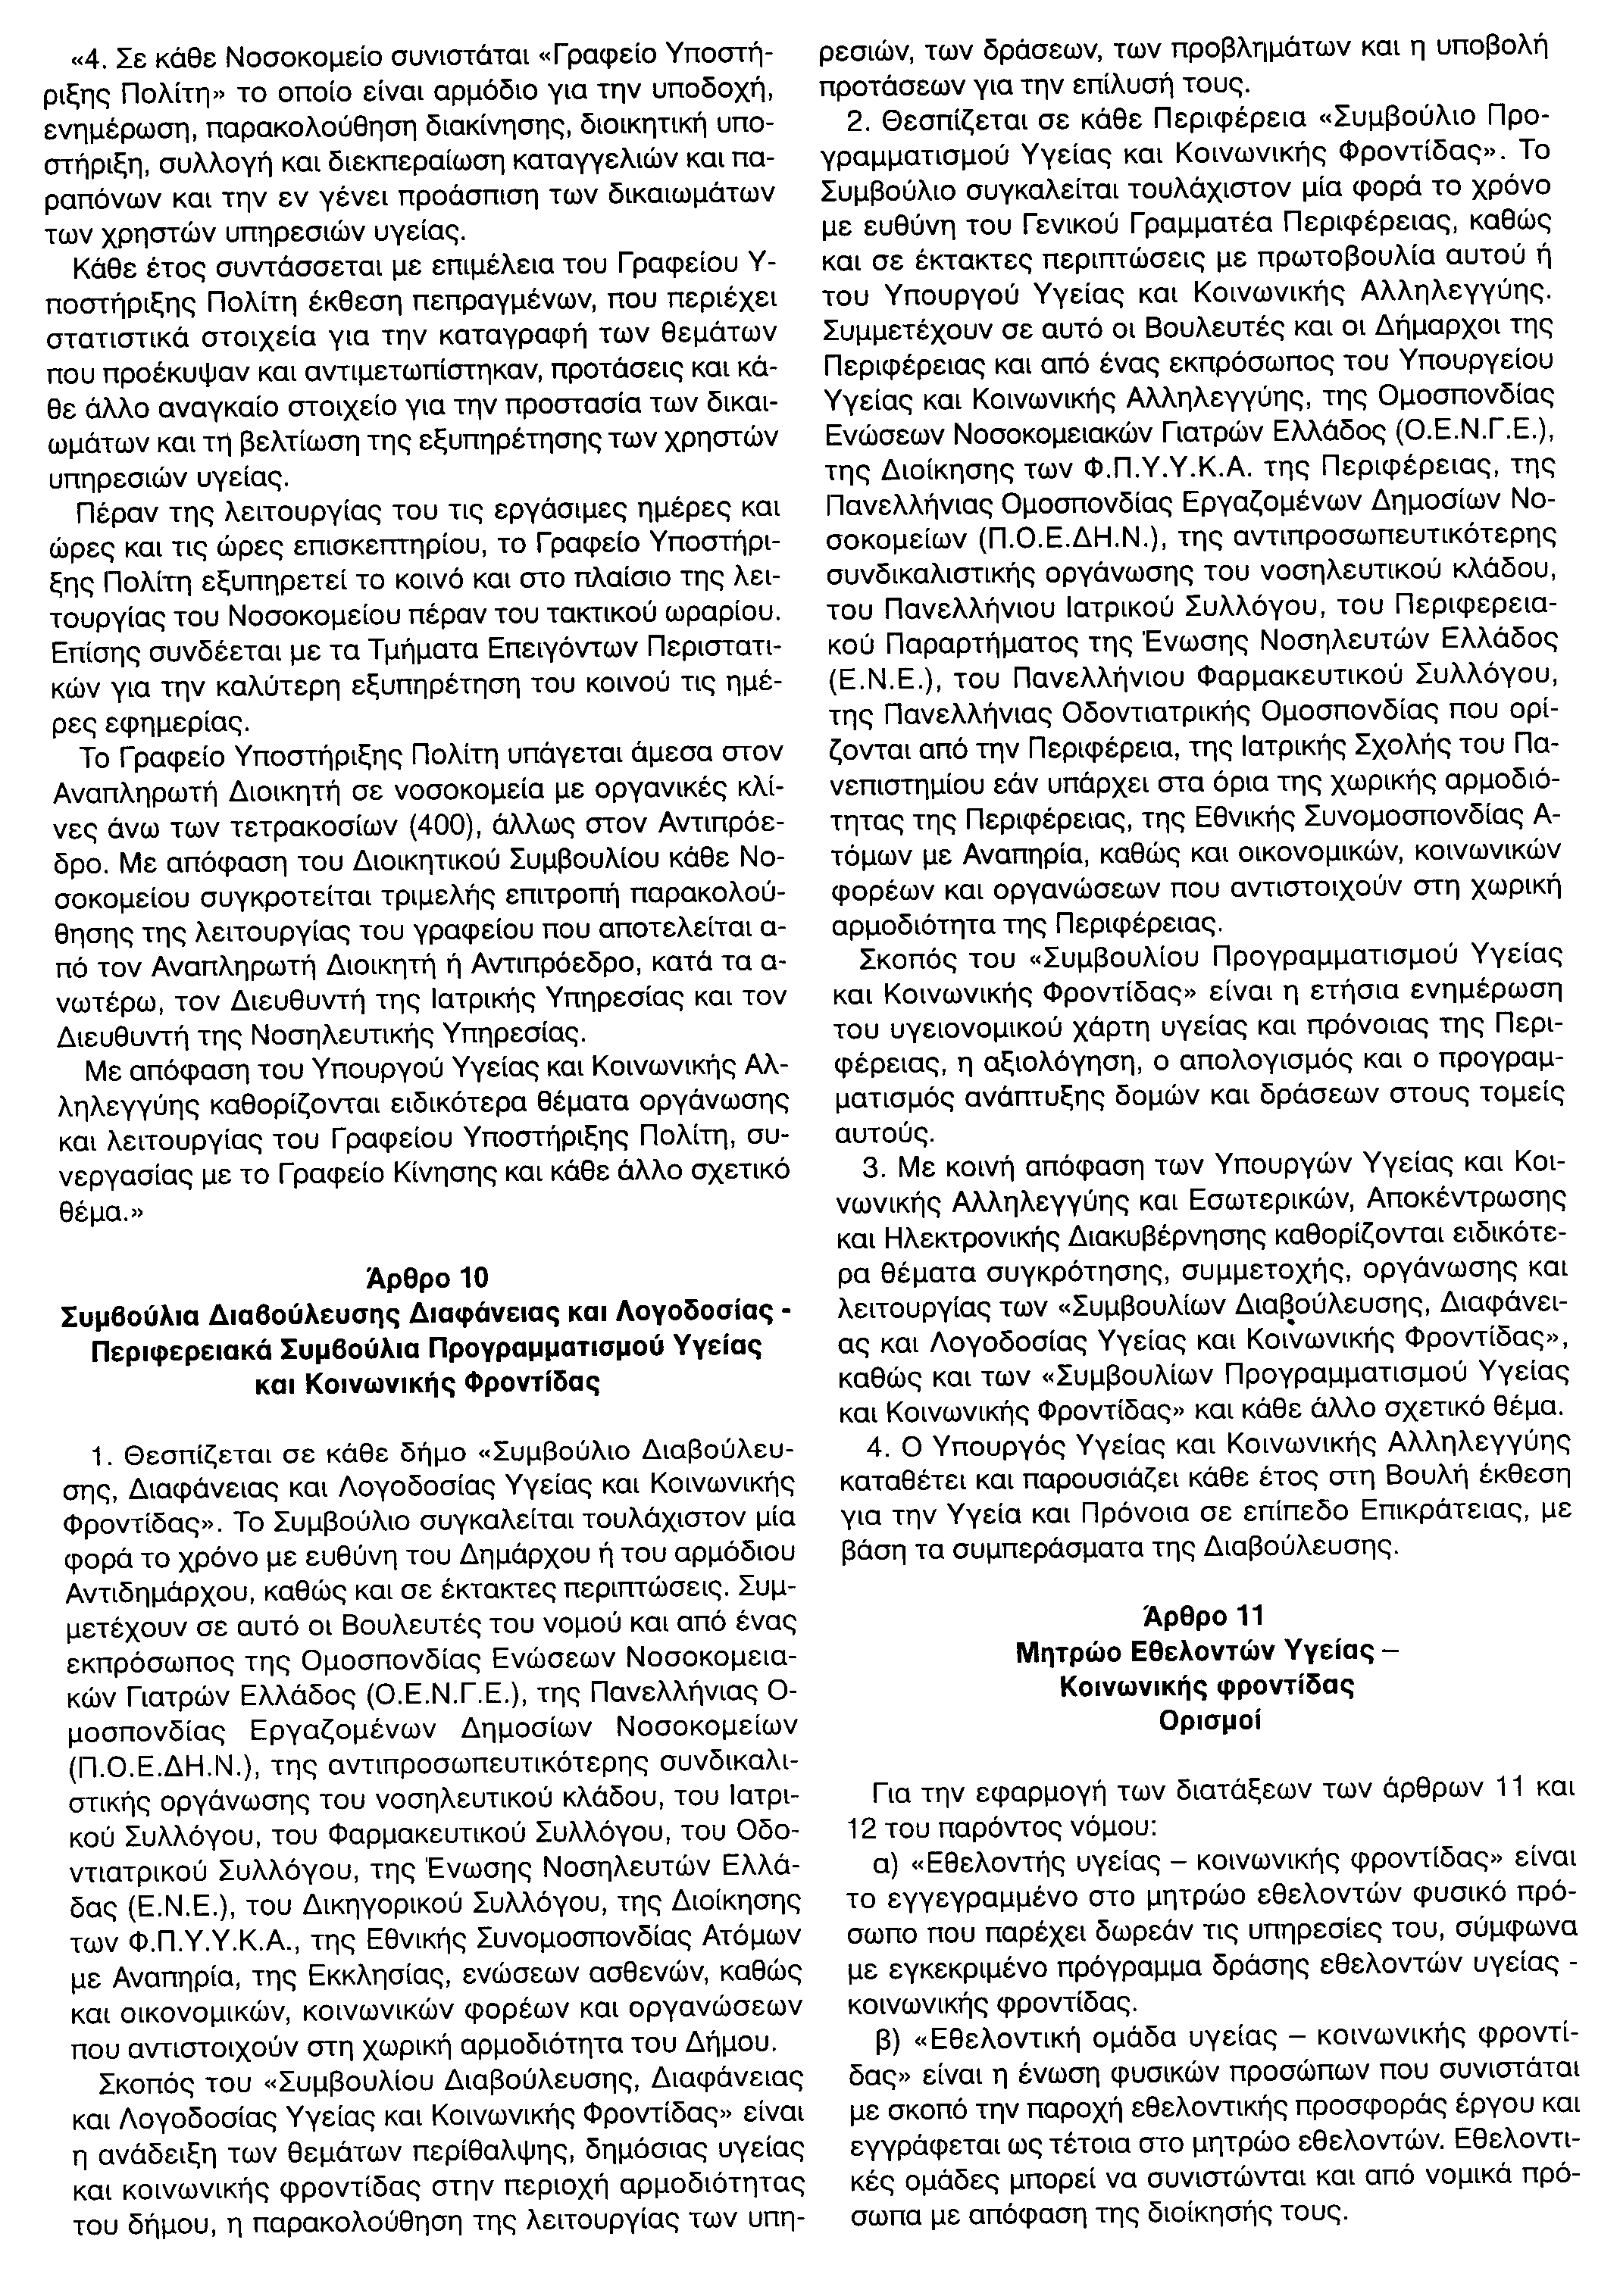 «4. Σε κάθε Νοσοκομείο συνιστάται «Γραφείο Υποστή-
ριξης Πολίτη» το οποίο είναι αρμόδιο για την υποδοχή,
ενημέρωση, παρακολούθηση διακίνησης, διοικητική υπο-
στήριξη, συλλογή και διεκπεραίωση καταγγελιών και πα-
ραπόνων και την εν γένει προάσπιση των δικαιωμάτων
των χρηστών υπηρεσιών υγείας.
Κάθε έτος συντάσσεται με επιμέλεια του Γραφείου Υ-
ποστήριξης Πολίτη έκθεση πεπραγμένων, που περιέχει
στατιστικά στοιχεία για την καταγραφή των θεμάτων
που προέκυψαν και αντιμετωπίστηκαν, προτάσεις και κά-
θε άλλο αναγκαίο στοιχείο για την προστασία των δικαι-
ωμάτων και τη βελτίωση της εξυπηρέτησης των χρηστών
υπηρεσιών υγείας.
Πέραν της λειτουργίας του τις εργάσιμες ημέρες και
ώρες και τις ώρες επισκεπτηρίου, το Γραφείο Υποστήρι-
ξης Πολίτη εξυπηρετεί το κοινό και στο πλαίσιο της λει-
τουργίας του Νοσοκομείου πέραν του τακτικού ωραρίου.
Επίσης συνδέεται με τα Τμήματα Επειγόντων Περιστατι-
κών για την καλύτερη εξυπηρέτηση του κοινού τις ημέ-
ρες εφημερίας.
Το Γραφείο Υποστήριξης Πολίτη υπάγεται άμεσα στον
Αναπληρωτή Διοικητή σε νοσοκομεία με οργανικές κλί-
νες άνω των τετρακοσίων (400), άλλως στον Αντιπρόε-
δρο. Με απόφαση του Διοικητικού Συμβουλίου κάθε Νο-
σοκομείου συγκροτείται τριμελής επιτροπή παρακολού-
θησης της λειτουργίας του γραφείου που αποτελείται α-
πό τον Αναπληρωτή Διοικητή ή Αντιπρόεδρο, κατά τα α-
νωτέρω, τον Διευθυντή της Ιατρικής Υπηρεσίας και τον
Διευθυντή της Νοσηλευτικής Υπηρεσίας.
Με απόφαση του Υπουργού Υγείας και Κοινωνικής Αλ-
ληλεγγύης καθορίζονται ειδικότερα θέματα οργάνωσης
και λειτουργίας του Γραφείου Υποστήριξης Πολίτη, συ-
νεργασίας με το Γραφείο Κίνησης και κάθε άλλο σχετικό
θέμα.»
Άρθρο 10
Συμβούλια Διαβούλευσης Διαφάνειας και Λογοδοσίας -
Περιφερειακά Συμβούλια Προγραμματισμού Υγείας
και Κοινωνικής Φροντίδας
1. Θεσπίζεται σε κάθε δήμο «Συμβούλιο Διαβούλευ-
σης, Διαφάνειας και Λογοδοσίας Υγείας και Κοινωνικής
Φροντίδας». Το Συμβούλιο συγκαλείται τουλάχιστον μία
φορά το χρόνο με ευθύνη του Δημάρχου ή του αρμόδιου
Αντιδημάρχου, καθώς και σε έκτακτες περιπτώσεις. Συμ-
μετέχουν σε αυτό οι Βουλευτές του νομού και από ένας
εκπρόσωπος της Ομοσπονδίας Ενώσεων Νοσοκομεια-
κών Γιατρών Ελλάδος (Ο.Ε.Ν.Γ.Ε.), της Πανελλήνιας Ο-
μοσπονδίας Εργαζομένων Δημοσίων Νοσοκομείων
(Π.Ο.Ε.ΔΗ.Ν.), της αντιπροσωπευτικότερης συνδικαλι-
στικής οργάνωσης του νοσηλευτικού κλάδου, του Ιατρι-
κού Συλλόγου, του Φαρμακευτικού Συλλόγου, του Οδο-
ντιατρικού Συλλόγου, της Ένωσης Νοσηλευτών Ελλά-
δας (Ε.Ν.Ε.), του Δικηγορικού Συλλόγου, της Διοίκησης
των Φ.Π.Υ.Υ.Κ.Α., της Εθνικής Συνομοσπονδίας Ατόμων
με Αναπηρία, της Εκκλησίας, ενώσεων ασθενών, καθώς
και οικονομικών, κοινωνικών φορέων και οργανώσεων
που αντιστοιχούν στη χωρική αρμοδιότητα του Δήμου.
Σκοπός του «Συμβουλίου Διαβούλευσης, Διαφάνειας
και Λογοδοσίας Υγείας και Κοινωνικής Φροντίδας» είναι
η ανάδειξη των θεμάτων περίθαλψης, δημόσιας υγείας
και κοινωνικής φροντίδας στην περιοχή αρμοδιότητας
του δήμου, η παρακολούθηση της λειτουργίας των υπη-
ρεσιών, των δράσεων, των προβλημάτων και η υποβολή
προτάσεων για την επίλυσή τους.
2. Θεσπίζεται σε κάθε Περιφέρεια «Συμβούλιο Προ-
γραμματισμού Υγείας και Κοινωνικής Φροντίδας». Το
Συμβούλιο συγκαλείται τουλάχιστον μία φορά το χρόνο
με ευθύνη του Γενικού Γραμματέα Περιφέρειας, καθώς
και σε έκτακτες περιπτώσεις με πρωτοβουλία αυτού ή
του Υπουργού Υγείας και Κοινωνικής Αλληλεγγύης.
Συμμετέχουν σε αυτό οι Βουλευτές και οι Δήμαρχοι της
Περιφέρειας και από ένας εκπρόσωπος του Υπουργείου
Υγείας και Κοινωνικής Αλληλεγγύης, της Ομοσπονδίας
Ενώσεων Νοσοκομειακών Γιατρών Ελλάδος (Ο.Ε.Ν.Γ.Ε.),
της Διοίκησης των Φ.Π.Υ.Υ.Κ.Α. της Περιφέρειας, της
Πανελλήνιας Ομοσπονδίας Εργαζομένων Δημοσίων Νο-
σοκομείων (Π.Ο.Ε.ΔΗ.Ν.), της αντιπροσωπευτικότερης
συνδικαλιστικής οργάνωσης του νοσηλευτικού κλάδου,
του Πανελλήνιου Ιατρικού Συλλόγου, του Περιφερεια-
κού Παραρτήματος της Ένωσης Νοσηλευτών Ελλάδος
(Ε.Ν.Ε.), του Πανελλήνιου Φαρμακευτικού Συλλόγου,
της Πανελλήνιας Οδοντιατρικής Ομοσπονδίας που ορί-
ζονται από την Περιφέρεια, της Ιατρικής Σχολής του Πα-
νεπιστημίου εάν υπάρχει στα όρια της χωρικής αρμοδιό-
τητας της Περιφέρειας, της Εθνικής Συνομοσπονδίας Α-
τόμων με Αναπηρία, καθώς και οικονομικών, κοινωνικών
φορέων και οργανώσεων που αντιστοιχούν στη χωρική
αρμοδιότητα της Περιφέρειας.
Σκοπός του «Συμβουλίου Προγραμματισμού Υγείας
και Κοινωνικής Φροντίδας» είναι η ετήσια ενημέρωση
του υγειονομικού χάρτη υγείας και πρόνοιας της Περι-
φέρειας, η αξιολόγηση, ο απολογισμός και ο προγραμ-
ματισμός ανάπτυξης δομών και δράσεων στους τομείς
αυτούς.
3. Με κοινή απόφαση των Υπουργών Υγείας και Κοι-
νωνικής Αλληλεγγύης και Εσωτερικών, Αποκέντρωσης
και Ηλεκτρονικής Διακυβέρνησης καθορίζονται ειδικότε-
ρα θέματα συγκρότησης, συμμετοχής, οργάνωσης και
λειτουργίας των «Συμβουλίων Διαβούλευσης, Διαφάνει-
ας και Λογοδοσίας Υγείας και Κοινωνικής Φροντίδας»,
καθώς και των «Συμβουλίων Προγραμματισμού Υγείας
και Κοινωνικής Φροντίδας» και κάθε άλλο σχετικό θέμα.
4. Ο Υπουργός Υγείας και Κοινωνικής Αλληλεγγύης
καταθέτει και παρουσιάζει κάθε έτος στη Βουλή έκθεση
για την Υγεία και Πρόνοια σε επίπεδο Επικράτειας, με
βάση τα συμπεράσματα της Διαβούλευσης.
Άρθρο 11
Μητρώο Εθελοντών Υγείας –
Κοινωνικής φροντίδας
Ορισμοί
Για την εφαρμογή των διατάξεων των άρθρων 11 και
12 του παρόντος νόμου:
α) «Εθελοντής υγείας – κοινωνικής φροντίδας» είναι
το εγγεγραμμένο στο μητρώο εθελοντών φυσικό πρό-
σωπο που παρέχει δωρεάν τις υπηρεσίες του, σύμφωνα
με εγκεκριμένο πρόγραμμα δράσης εθελοντών υγείας -
κοινωνικής φροντίδας.
β) «Εθελοντική ομάδα υγείας – κοινωνικής φροντί-
δας» είναι η ένωση φυσικών προσώπων που συνιστάται
με σκοπό την παροχή εθελοντικής προσφοράς έργου και
εγγράφεται ως τέτοια στο μητρώο εθελοντών. Εθελοντι-
κές ομάδες μπορεί να συνιστώνται και από νομικά πρό-
σωπα με απόφαση της διοίκησής τους.